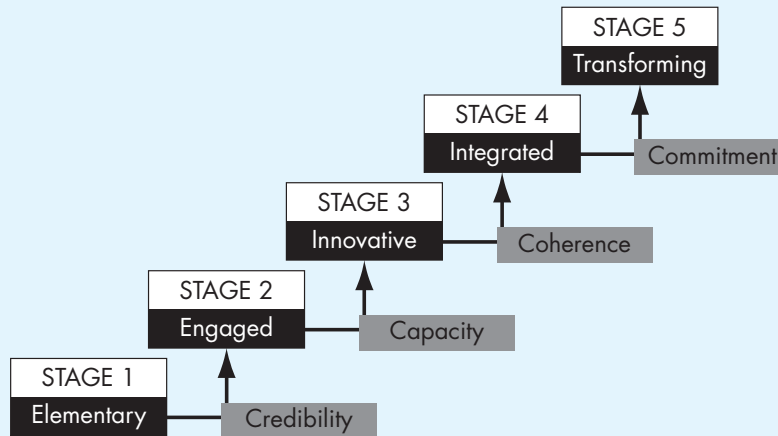 STAGE 5
Transforming
STAGE 4
Integrated
Commitment
STAGE 3
Innovative
Coherence
STAGE 2
Engaged
Capacity
STAGE 1
Elementary
Credibility